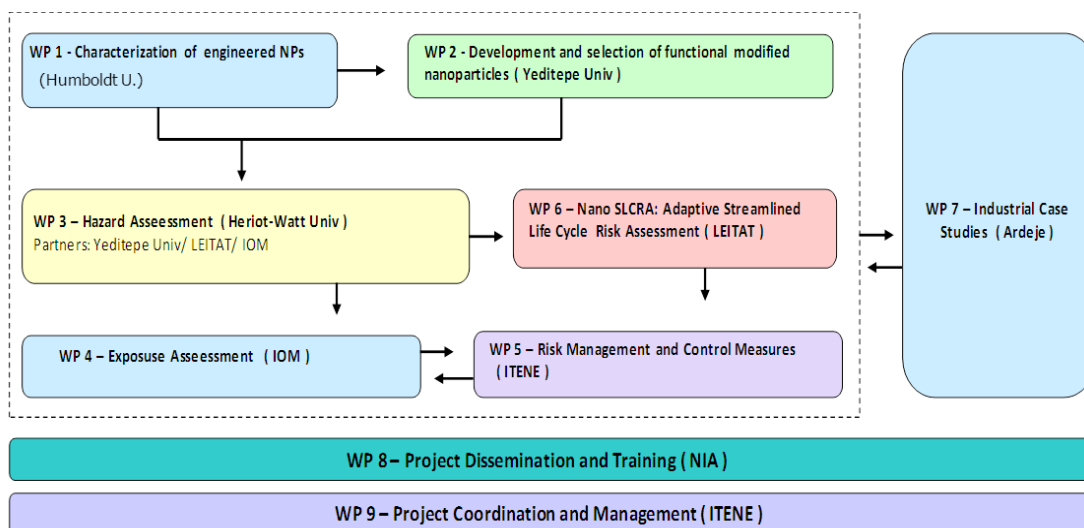 WP 1 - Characterization of engineered NPs
(Humboldt U.)
WP 2 - Development and selection of functional modified
nanoparticles ( Yeditepe Univ )
WP 3 – Hazard Asseessment ( Heriot-Watt Univ )
Partners: Yeditepe Univ/ LEITAT/ IOM
WP 6 – Nano SLCRA: Adaptive Streamlined
Life Cycle Risk Assessment ( LEITAT )
WP 7 – Industrial Case
Studies ( Ardeje )
WP 4 – Exposuse Asseessment ( IOM )
WP 5 – Risk Management and Control Measures
( ITENE )
WP 8 – Project Dissemination and Training ( NIA )
WP 9 – Project Coordination and Management ( ITENE )